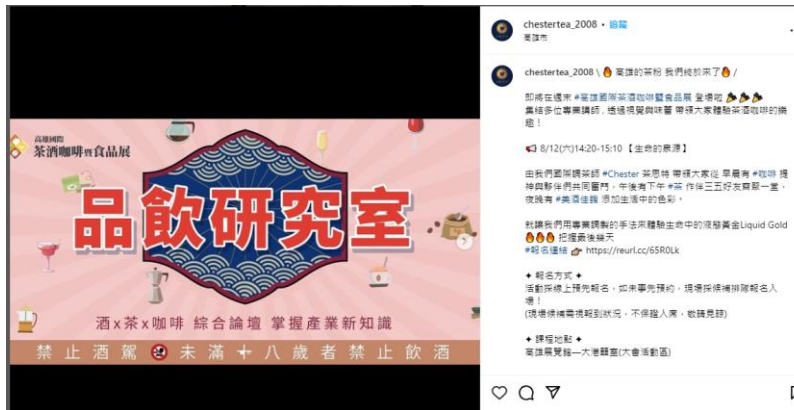 高雄國際
茶酒咖啡暨食品展
品飲研究室
酒x茶x咖啡 綜合論壇 掌握產業新知識
禁止酒駕 未滿十八歲者禁止飲酒
chestertea_2008 • 追蹤
高雄市
chestertea_2008 \ 🔥 高雄的茶粉 我們終於來了🔥 /
即將在週末 #高雄國際茶酒咖啡暨食品展 登場啦 🎉🎉🎉
集結多位專業講師，透過視覺與味蕾 帶領大家體驗茶酒咖啡的樂
趣！
📢 8/12(六)14:20-15:10 【生命的泉源】
由我們國際調茶師 #Chester 茶思特 帶領大家從 早晨有 #咖啡 提
神與夥伴們共同奮鬥，午後有下午 #茶 作伴三五好友齊聚一堂，
夜晚有 #美酒佳餚 添加生活中的色彩。
就讓我們用專業調製的手法來體驗生命中的液態黃金Liquid Gold
🔥🔥🔥 把握最後幾天
#報名連結 👉 https://reurl.cc/65R0Lk
✦ 報名方式 ✦
活動採線上預先報名，如未事先預約，現場採候補排隊報名入
場！
(現場候補需視報到狀況，不保證入席，敬請見諒)
✦ 課程地點 ✦
高雄展覽館—大港囍室(大會活動區)